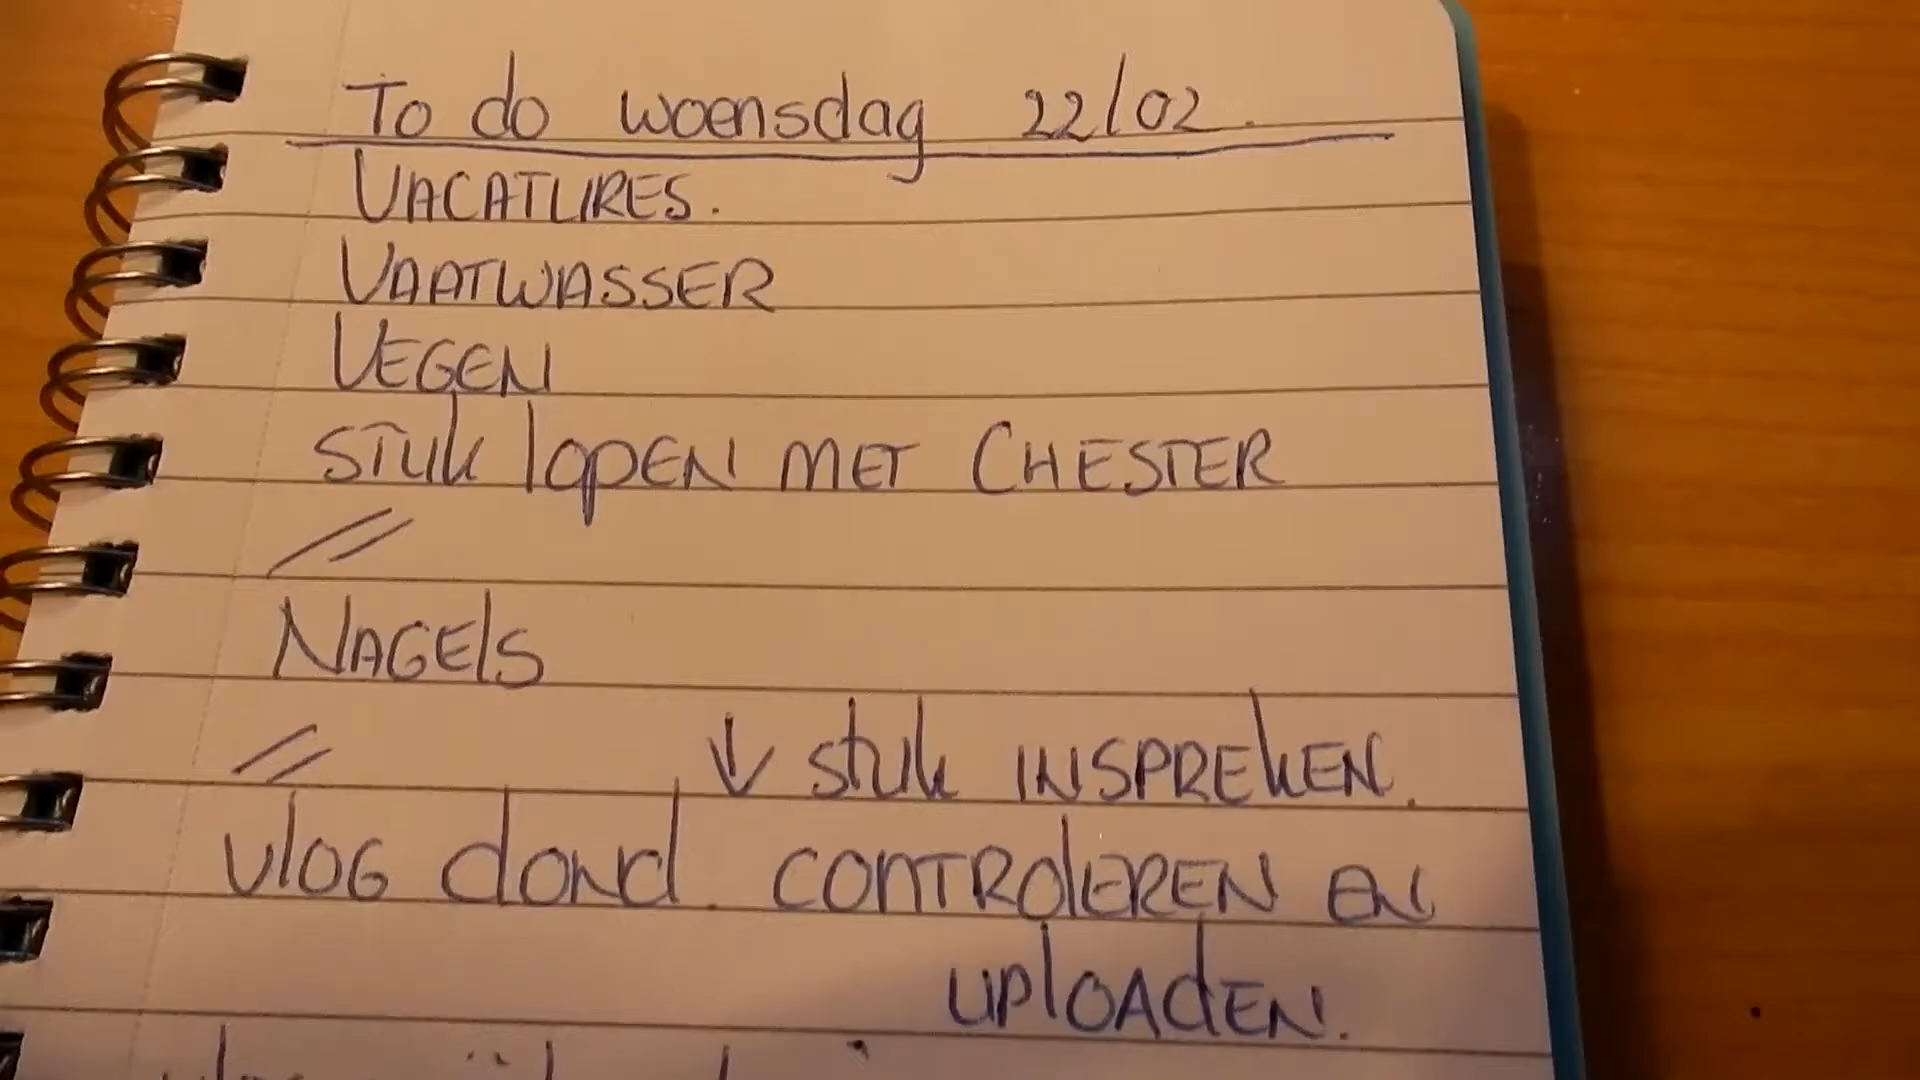 To do woensdag 22/02.
VACATURES.
VAATWASSER
VEGEN
STUK lopEN MET CHESTER
//
NAGEls
//
↓ stuk INSPREKEN.
vlOG dond. CONTROlEREN EN
uplOAdEN.